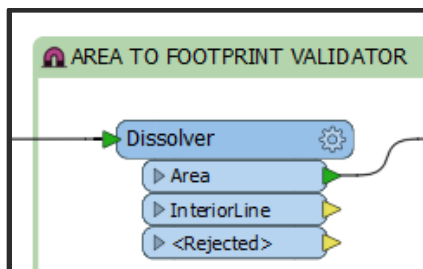 AREA TO FOOTPRINT VALIDATOR
Dissolver
Area
InteriorLine
<Rejected>